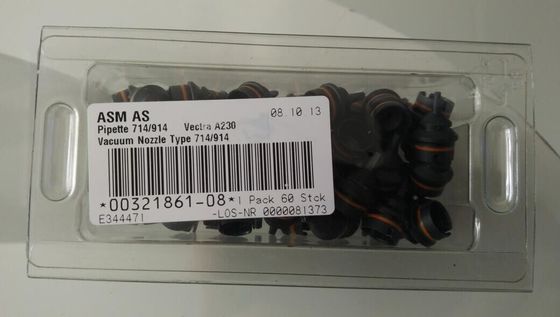 ASM AS 08.10.13
Pipette 714/914 Vectra A230
Vacuum Nozzle Type 714/914
*00321861-08* 1 Pack 60 Stck
E344471 -LOS-NR 0000081373